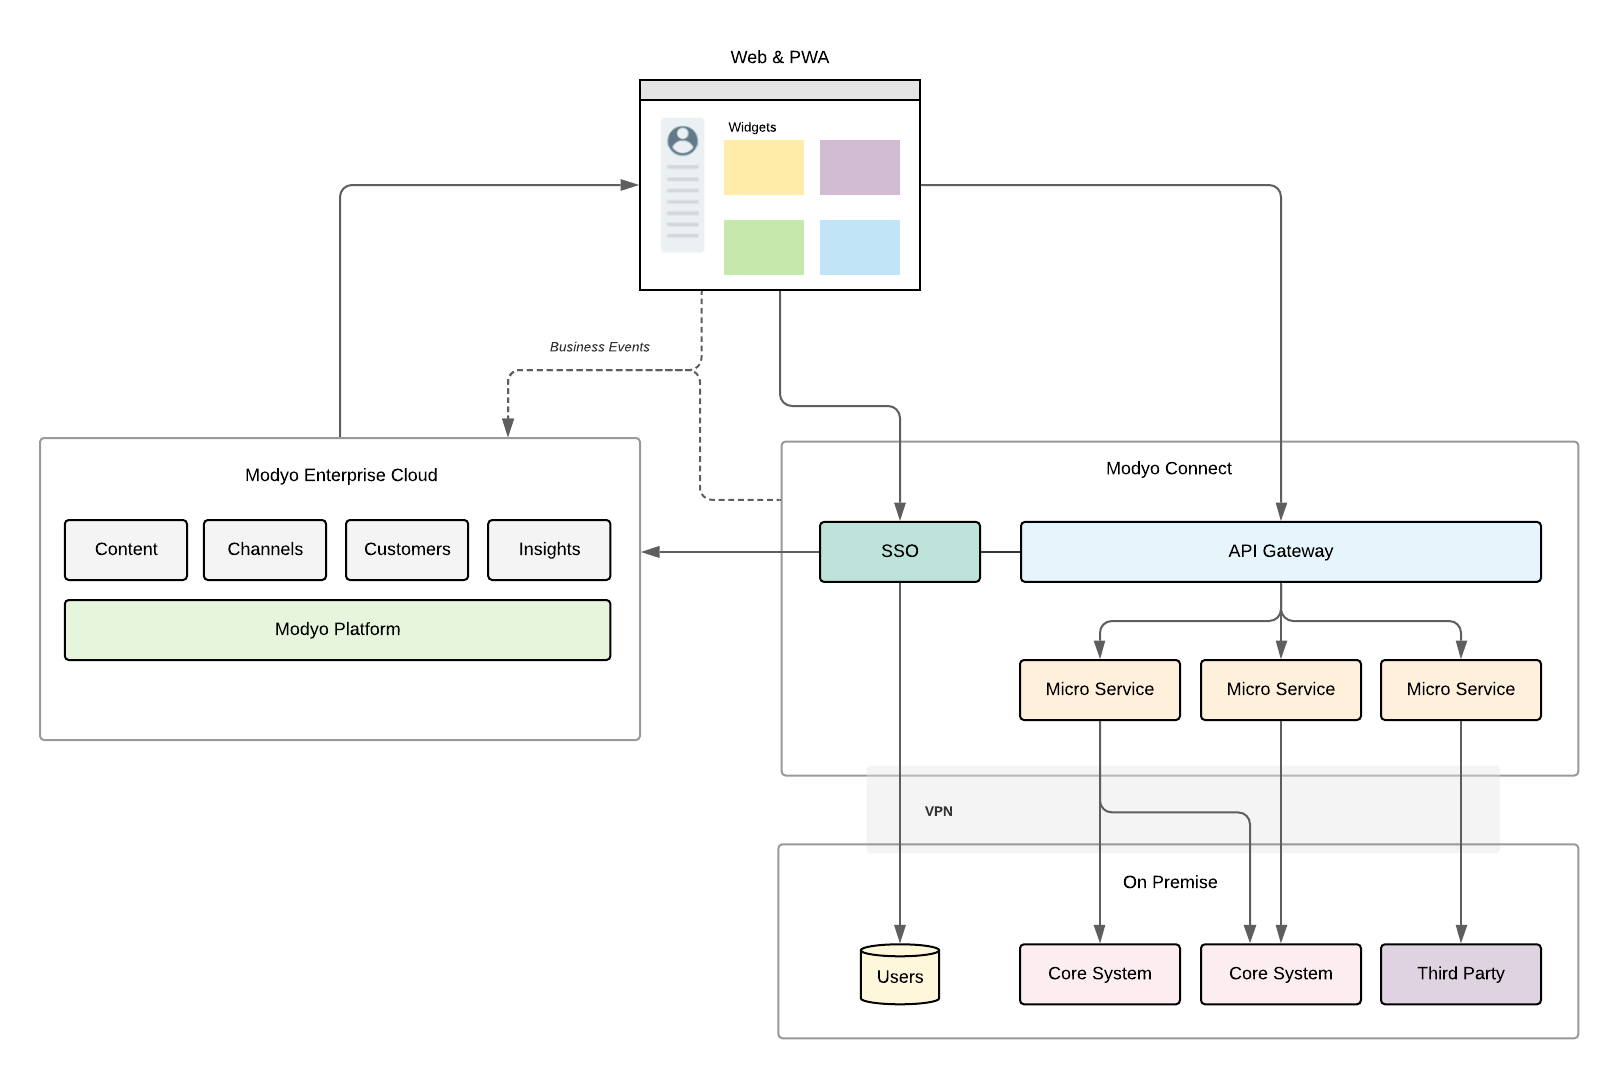 Web & PWA
Widgets
Business Events
Modyo Enterprise Cloud
Content
Channels
Customers
Insights
Modyo Platform
Modyo Connect
SSO
API Gateway
Micro Service
Micro Service
Micro Service
VPN
On Premise
Users
Core System
Core System
Third Party